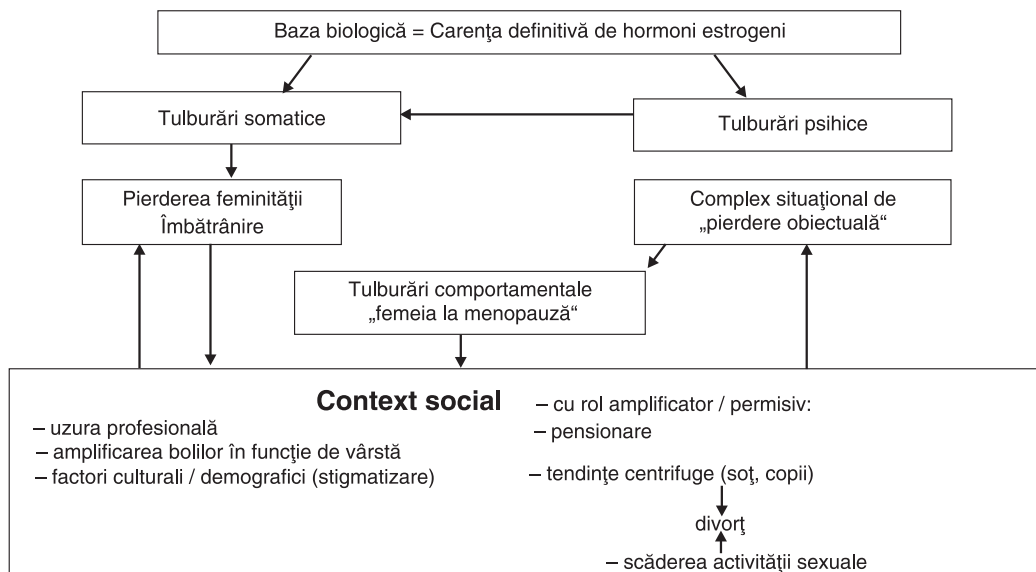 Baza biologică = Carenţa definitivă de hormoni estrogeni
Tulburări somatice
Tulburări psihice
Pierderea feminităţii
Îmbătrânire
Complex situaţional de
„pierdere obiectuală“
Tulburări comportamentale
„femeia la menopauză“
Context social
– uzura profesională
– amplificarea bolilor în funcţie de vârstă
– factori culturali / demografici (stigmatizare)
– cu rol amplificator / permisiv:
– pensionare
– tendinţe centrifuge (soţ, copii)
divorţ
– scăderea activităţii sexuale